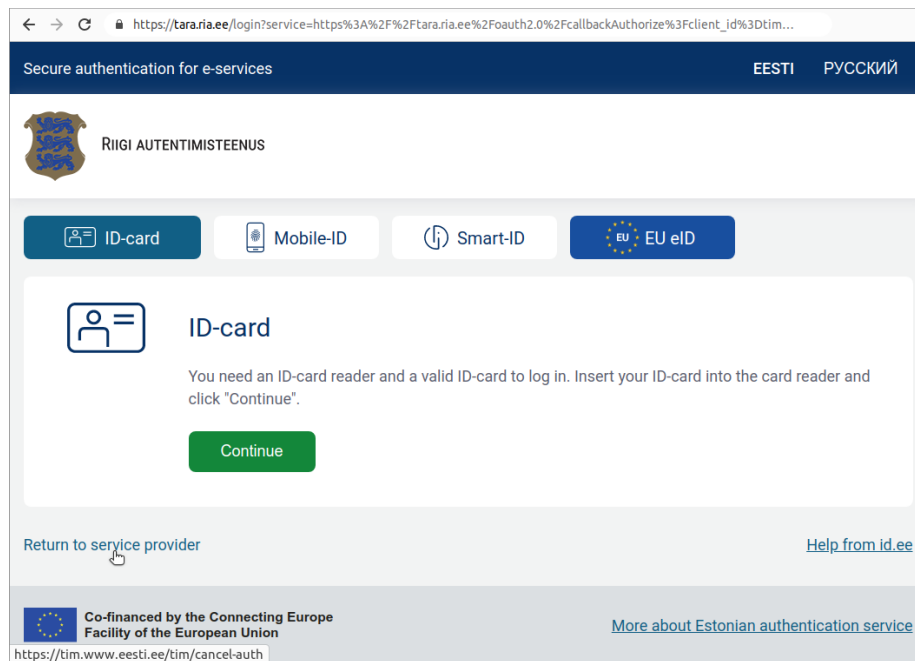 https://tara.ria.ee/login?service=https%3A%2F%2Ftara.ria.ee%2Foauth2.0%2FcallbackAuthorize%3Fclient_id%3Dtim...
Secure authentication for e-services EESTI РУССКИЙ
RIIGI AUTENTIMISTEENUS
ID-card Mobile-ID Smart-ID EU EU eID
ID-card
You need an ID-card reader and a valid ID-card to log in. Insert your ID-card into the card reader and
click "Continue".
Continue
Return to service provider Help from id.ee
Co-financed by the Connecting Europe
Facility of the European Union
More about Estonian authentication service
https://tim.www.eesti.ee/tim/cancel-auth